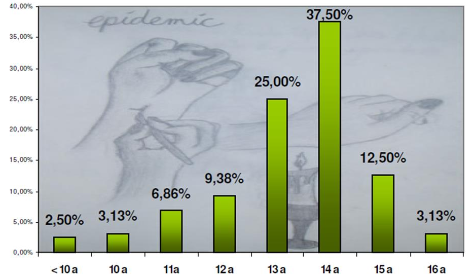 epidemic
40,00%
35,00%
30,00%
25,00%
20,00%
15,00%
10,00%
5,00%
0,00%
2,50%
3,13%
6,86%
9,38%
25,00%
37,50%
12,50%
3,13%
< 10 a
10 a
11a
12 a
13 a
14 a
15 a
16 a